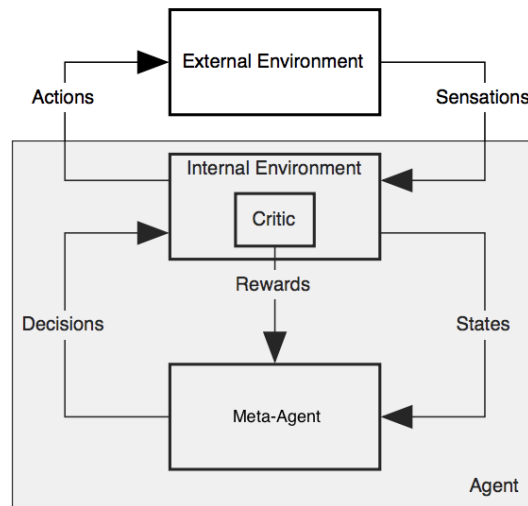 External Environment
Actions
Sensations
Internal Environment
Critic
Rewards
Decisions
States
Meta-Agent
Agent